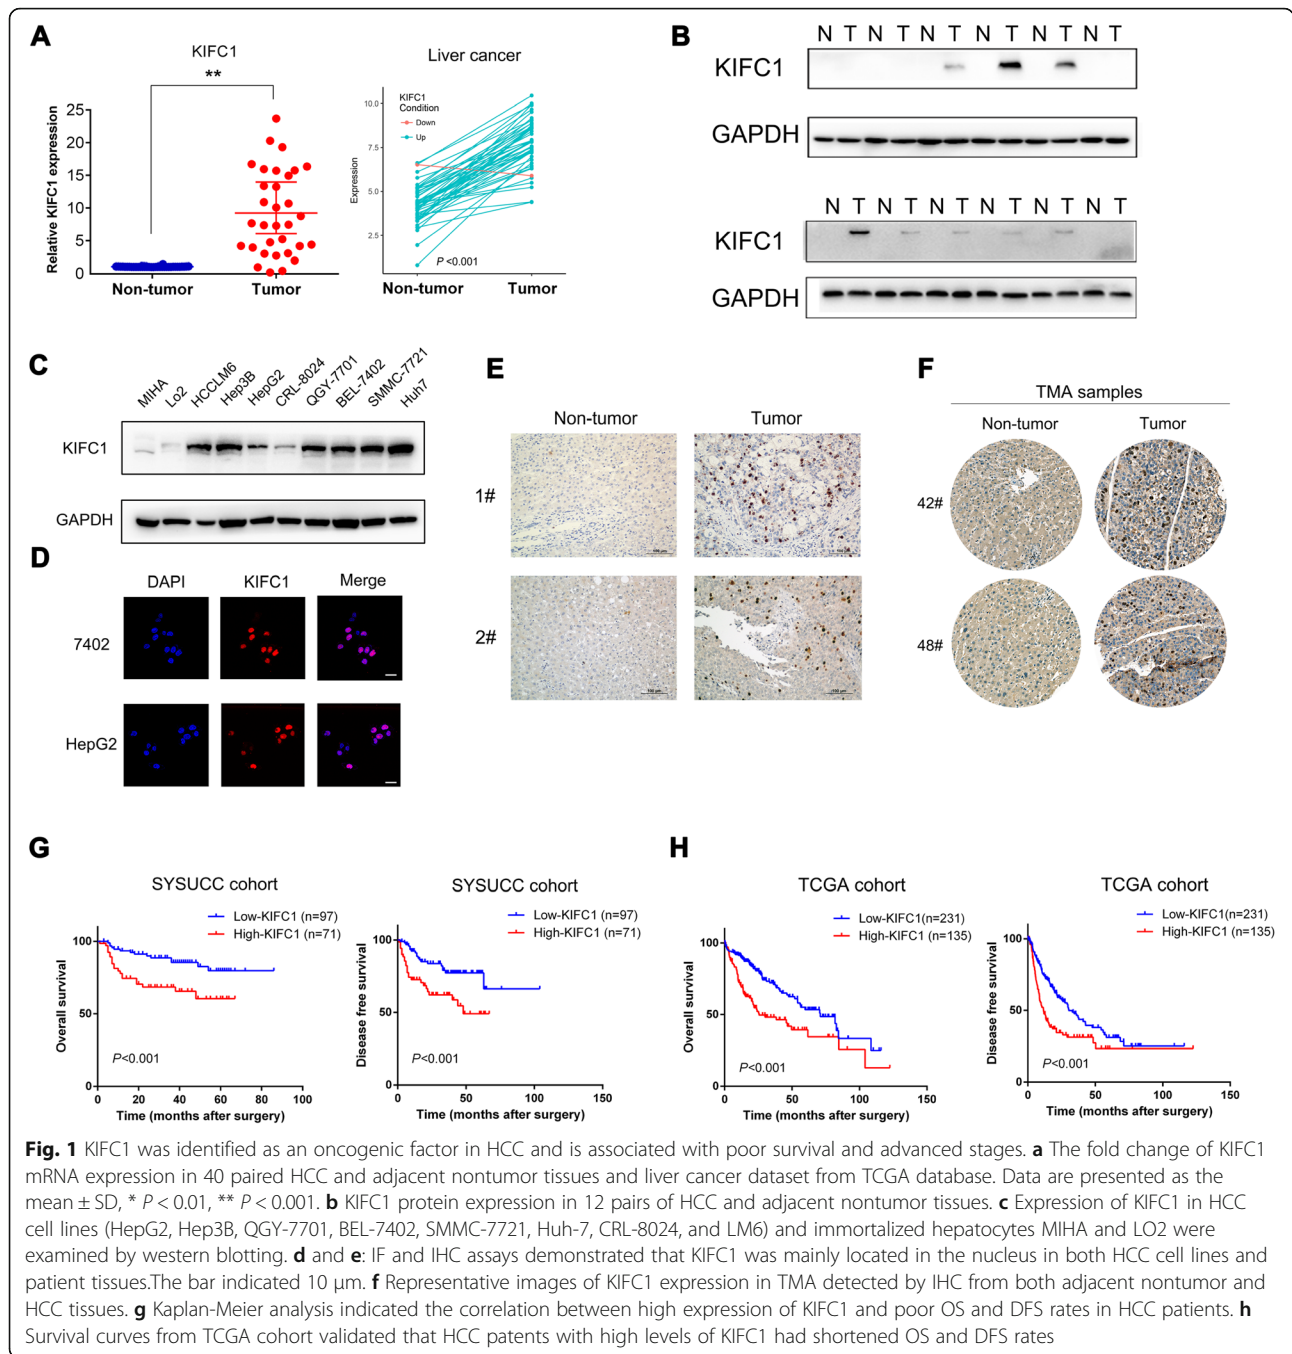 A
KIFC1
**
Relative KIFC1 expression
25
20
15
10
5
0
Non-tumor Tumor
Liver cancer
KIFC1
Condition
Down
Up
Expression
10.0
7.5
5.0
2.5
P <0.001
Non-tumor Tumor
B
N T N T N T N T N T N T
KIFC1
GAPDH
N T N T N T N T N T N T
KIFC1
GAPDH
C
MIHA Lo2 HCCLM6 Hep3B HepG2 CRL-8024 QGY-7701 BEL-7402 SMMC-7721 Huh7
KIFC1
GAPDH
D
DAPI KIFC1 Merge
7402
HepG2
E
Non-tumor Tumor
1#
100 μm
100 μm
2#
100 μm
100 μm
F
TMA samples
Non-tumor Tumor
42#
48#
G
SYSUCC cohort
Low-KIFC1 (n=97)
High-KIFC1 (n=71)
Overall survival
100
50
0
P<0.001
0 20 40 60 80 100
Time (months after surgery)
SYSUCC cohort
Low-KIFC1 (n=97)
High-KIFC1 (n=71)
Disease free survival
100
50
0
P<0.001
0 50 100 150
Time (months after surgery)
H
TCGA cohort
Low-KIFC1(n=231)
High-KIFC1 (n=135)
Overall survival
100
50
0
P<0.001
0 50 100 150
Time (months after surgery)
TCGA cohort
Low-KIFC1(n=231)
High-KIFC1 (n=135)
Disease free survival
100
50
0
P<0.001
0 50 100 150
Time (months after surgery)
Fig. 1 KIFC1 was identified as an oncogenic factor in HCC and is associated with poor survival and advanced stages. a The fold change of KIFC1
mRNA expression in 40 paired HCC and adjacent nontumor tissues and liver cancer dataset from TCGA database. Data are presented as the
mean ± SD, * P < 0.01, ** P < 0.001. b KIFC1 protein expression in 12 pairs of HCC and adjacent nontumor tissues. c Expression of KIFC1 in HCC
cell lines (HepG2, Hep3B, QGY-7701, BEL-7402, SMMC-7721, Huh-7, CRL-8024, and LM6) and immortalized hepatocytes MIHA and LO2 were
examined by western blotting. d and e: IF and IHC assays demonstrated that KIFC1 was mainly located in the nucleus in both HCC cell lines and
patient tissues.The bar indicated 10 μm. f Representative images of KIFC1 expression in TMA detected by IHC from both adjacent nontumor and
HCC tissues. g Kaplan-Meier analysis indicated the correlation between high expression of KIFC1 and poor OS and DFS rates in HCC patients. h
Survival curves from TCGA cohort validated that HCC patents with high levels of KIFC1 had shortened OS and DFS rates